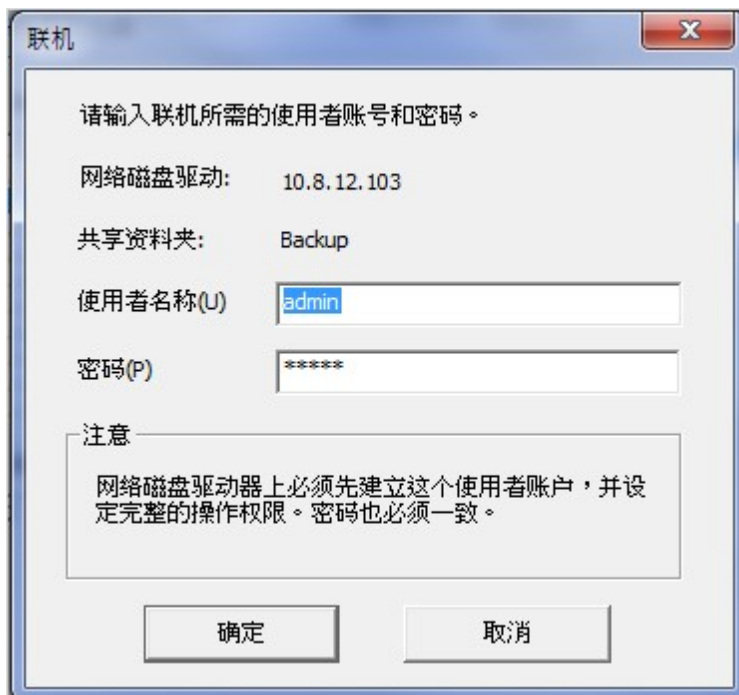 联机
请输入联机所需的使用者账号和密码。
网络磁盘驱动: 10.8.12.103
共享资料夹: Backup
使用者名称(U) admin
密码(P) *****
注意
网络磁盘驱动器上必须先建立这个使用者账户，并设
定完整的操作权限。密码也必须一致。
确定 取消